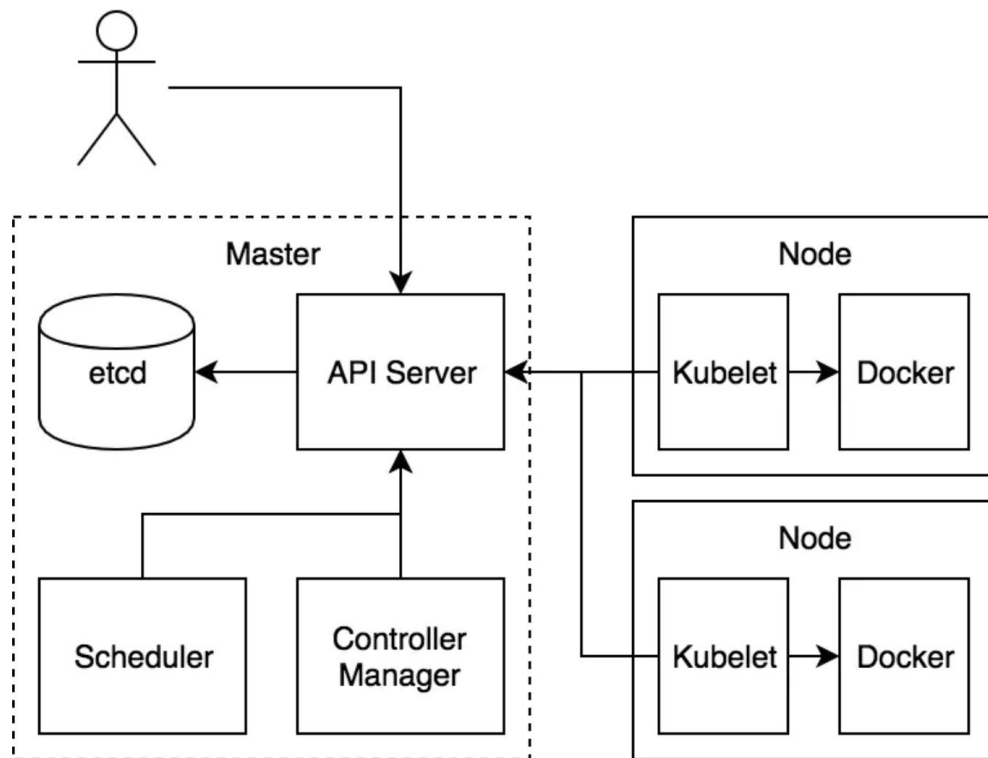 Master
etcd
API Server
Scheduler
Controller
Manager
Node
Kubelet
Docker
Node
Kubelet
Docker